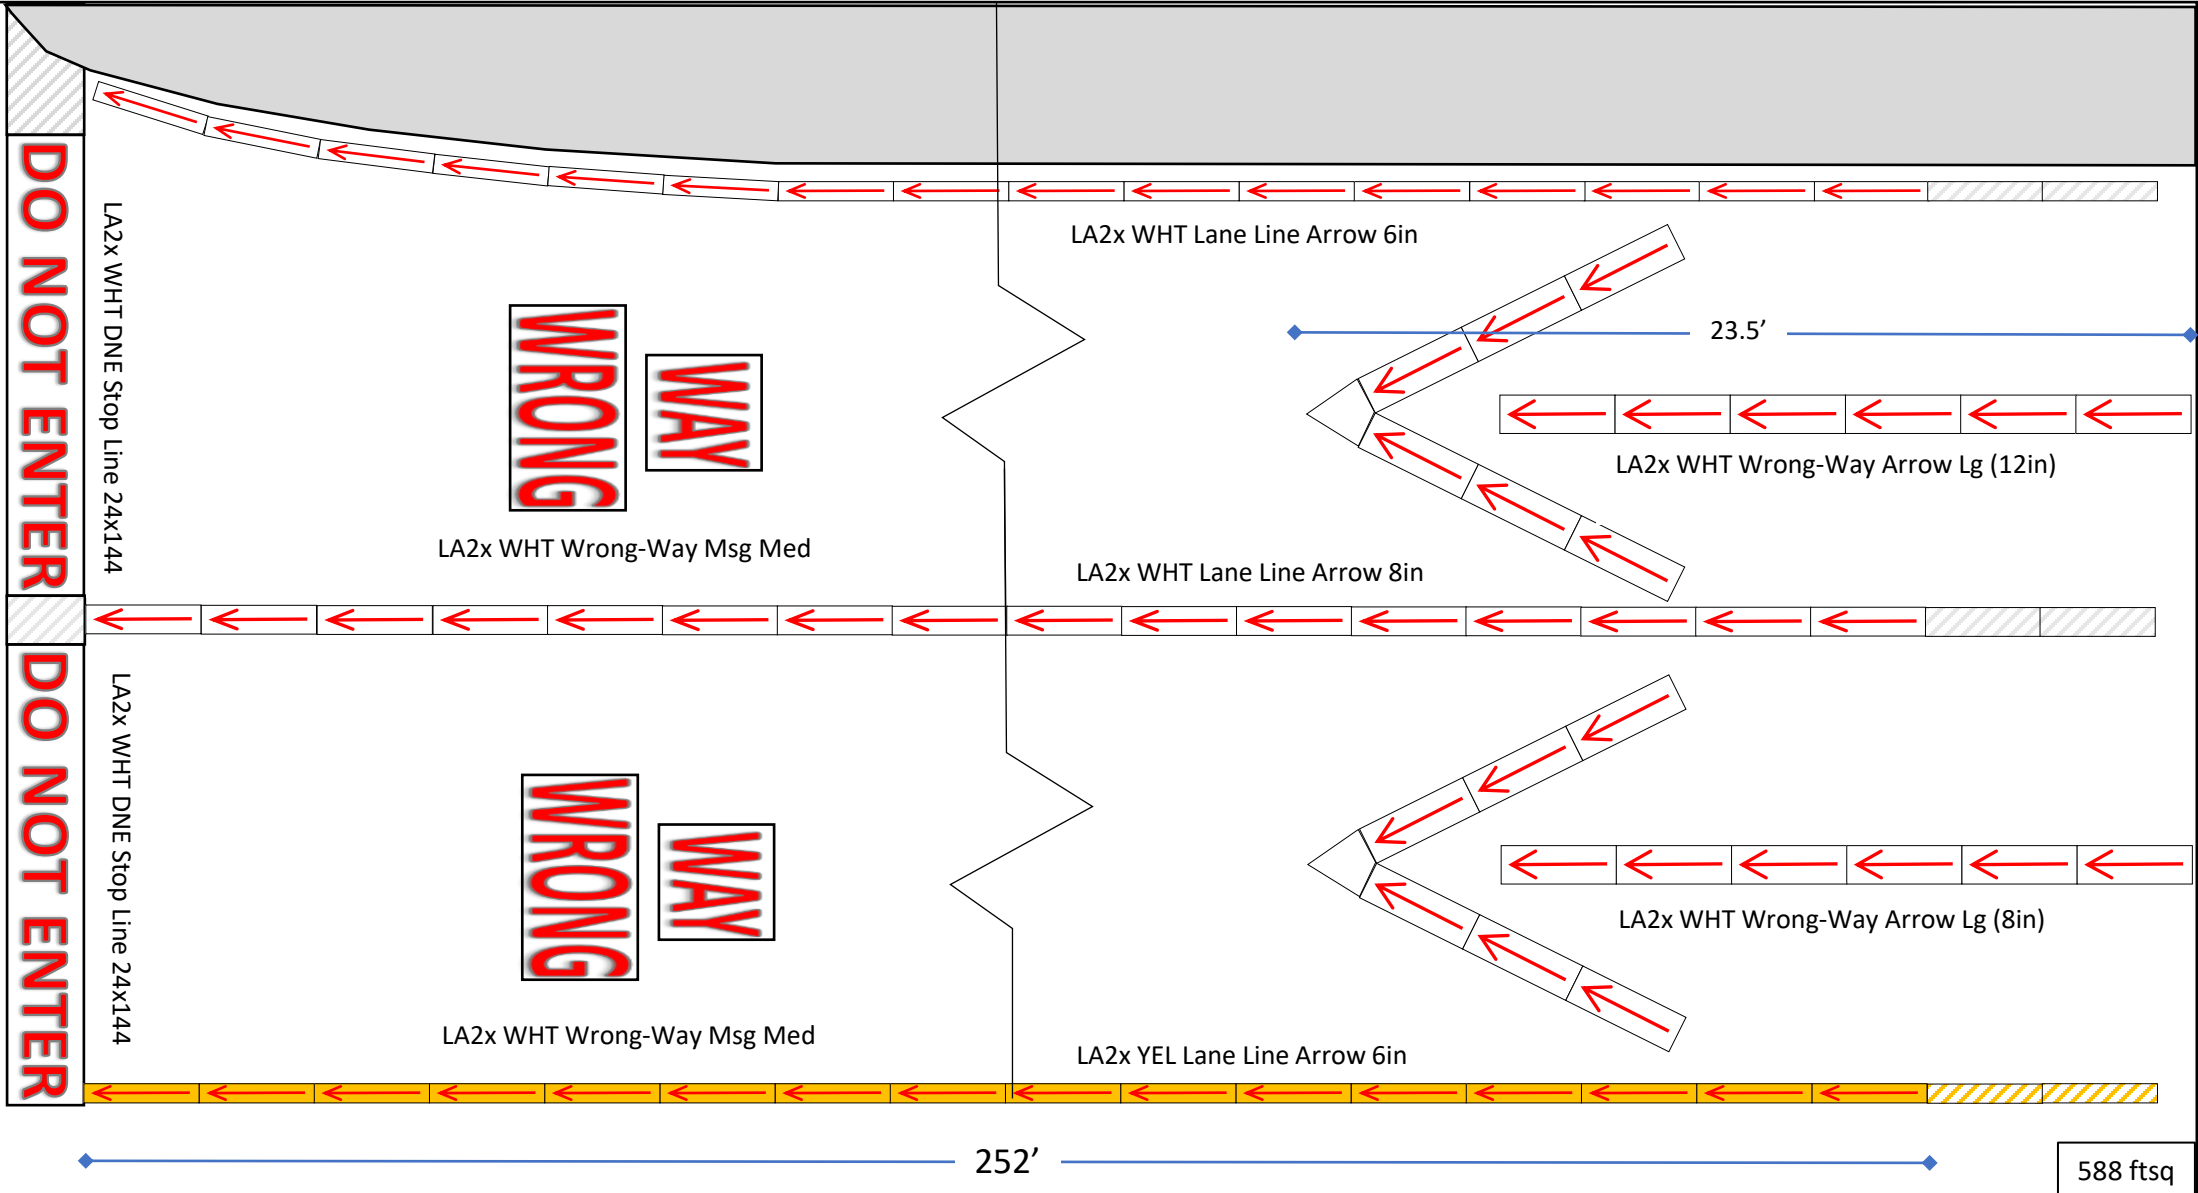 DO NOT ENTER
LA2x WHT DNE Stop Line 24x144
WRONG
WAY
LA2x WHT Wrong-Way Msg Med
LA2x WHT Lane Line Arrow 6in
23.5’
LA2x WHT Wrong-Way Arrow Lg (12in)
LA2x WHT Lane Line Arrow 8in
DO NOT ENTER
LA2x WHT DNE Stop Line 24x144
WRONG
WAY
LA2x WHT Wrong-Way Msg Med
LA2x WHT Wrong-Way Arrow Lg (8in)
LA2x YEL Lane Line Arrow 6in
252’
588 ftsq